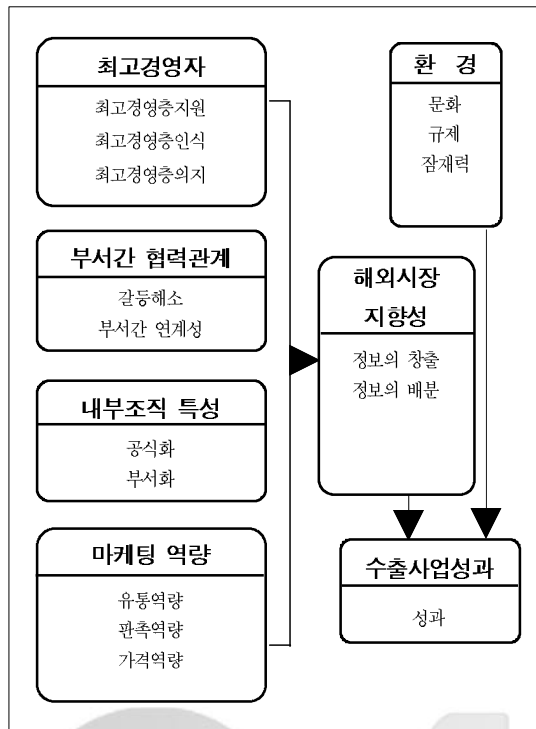 최고경영자
최고경영층지원
최고경영층인식
최고경영층의지
부서간 협력관계
갈등해소
부서간 연계성
내부조직 특성
공식화
부서화
마케팅 역량
유통역량
판촉역량
가격역량
해외시장
지향성
정보의 창출
정보의 배분
환 경
문화
규제
잠재력
수출사업성과
성과